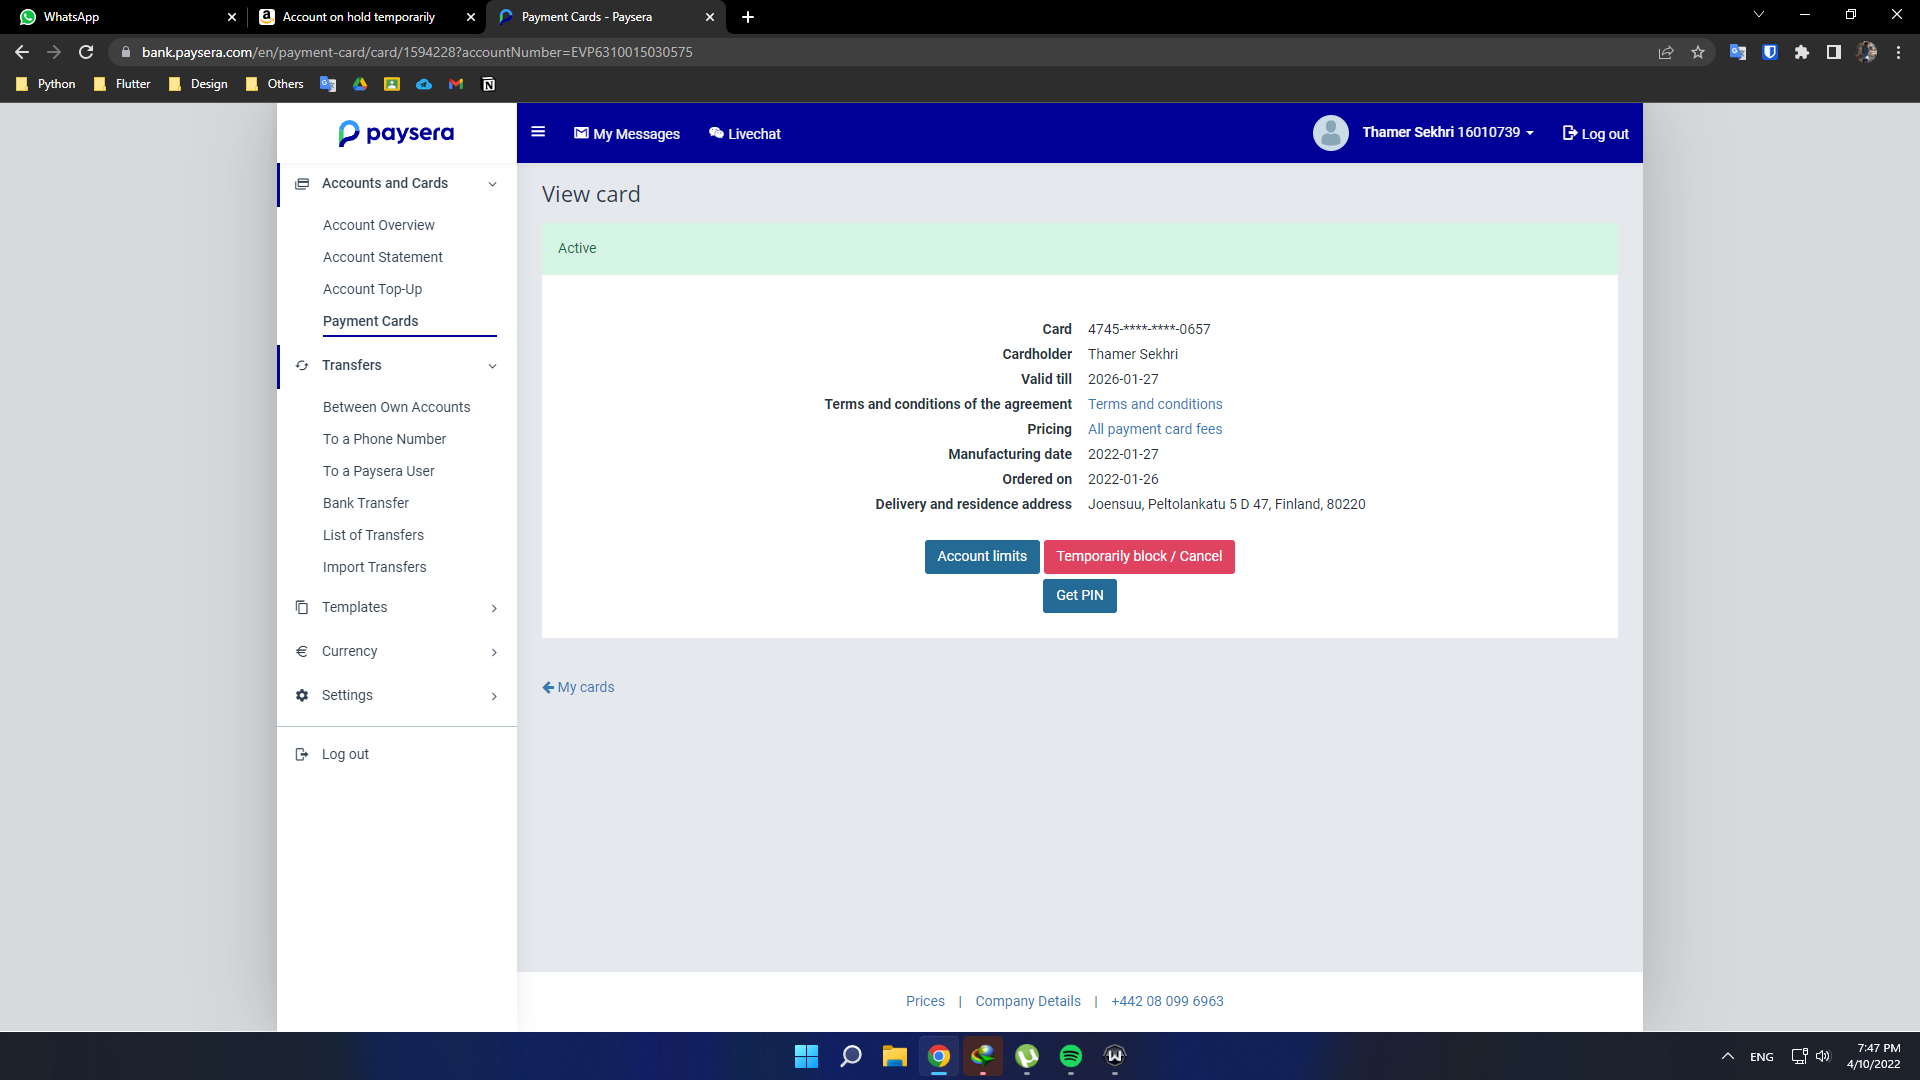 WhatsApp
Account on hold temporarily
Payment Cards - Paysera
bank.paysera.com/en/payment-card/card/1594228?accountNumber=EVP6310015030575
Python
Flutter
Design
Others
paysera
My Messages
Livechat
Thamer Sekhri 16010739
Log out
Accounts and Cards
Account Overview
Account Statement
Account Top-Up
Payment Cards
Transfers
Between Own Accounts
To a Phone Number
To a Paysera User
Bank Transfer
List of Transfers
Import Transfers
Templates
Currency
Settings
Log out
View card
Active
Card 4745-****-****-0657
Cardholder Thamer Sekhri
Valid till 2026-01-27
Terms and conditions of the agreement Terms and conditions
Pricing All payment card fees
Manufacturing date 2022-01-27
Ordered on 2022-01-26
Delivery and residence address Joensuu, Peltolankatu 5 D 47, Finland, 80220
Account limits
Temporarily block / Cancel
Get PIN
My cards
Prices | Company Details | +442 08 099 6963
ENG
7:47 PM
4/10/2022